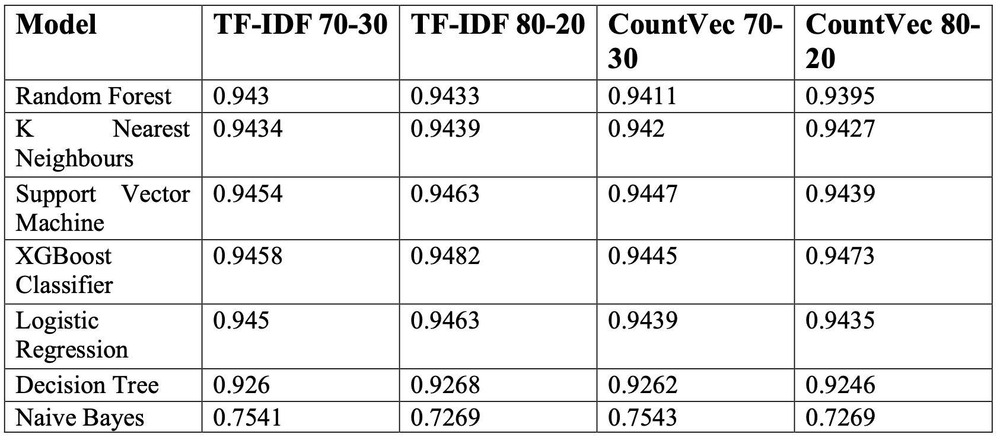 Model TF-IDF 70-30 TF-IDF 80-20 CountVec 70-30 CountVec 80-20
Random Forest 0.943 0.9433 0.9411 0.9395
K Nearest Neighbours 0.9434 0.9439 0.942 0.9427
Support Vector Machine 0.9454 0.9463 0.9447 0.9439
XGBoost Classifier 0.9458 0.9482 0.9445 0.9473
Logistic Regression 0.945 0.9463 0.9439 0.9435
Decision Tree 0.926 0.9268 0.9262 0.9246
Naive Bayes 0.7541 0.7269 0.7543 0.7269